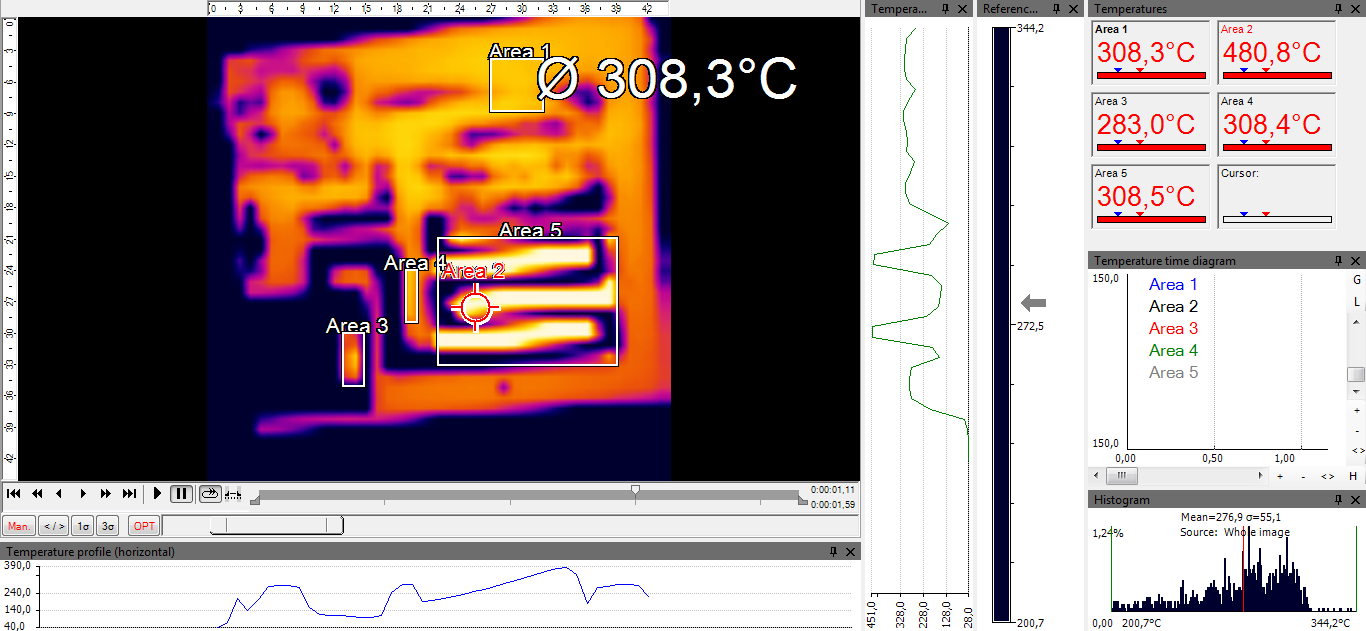 0 3 6 9 12 15 18 21 24 27 30 33 36 39 42
0
3
6
9
12
15
18
21
24
27
30
33
36
39
42
Area 1
Ø 308,3°C
Area 5
Area 4
Area 2
Area 3
0:00:01,11
0:00:01,59
Man. < / > 1σ 3σ OPT
Temperature profile (horizontal)
390,0
240,0
140,0
40,0
Tempera...
451,0
328,0
228,0
128,0
28,0
Referenc...
344,2
272,5
200,7
Temperatures
Area 1
308,3°C
Area 2
480,8°C
Area 3
283,0°C
Area 4
308,4°C
Area 5
308,5°C
Cursor:
Temperature time diagram
150,0
Area 1
Area 2
Area 3
Area 4
Area 5
150,0
0,00 0,50 1,00
G
L
+
-
<>
+ - <> H
Histogram
Mean=276,9 σ=55,1
1,24%
Source: Whole image
0,00 200,7°C 344,2°C